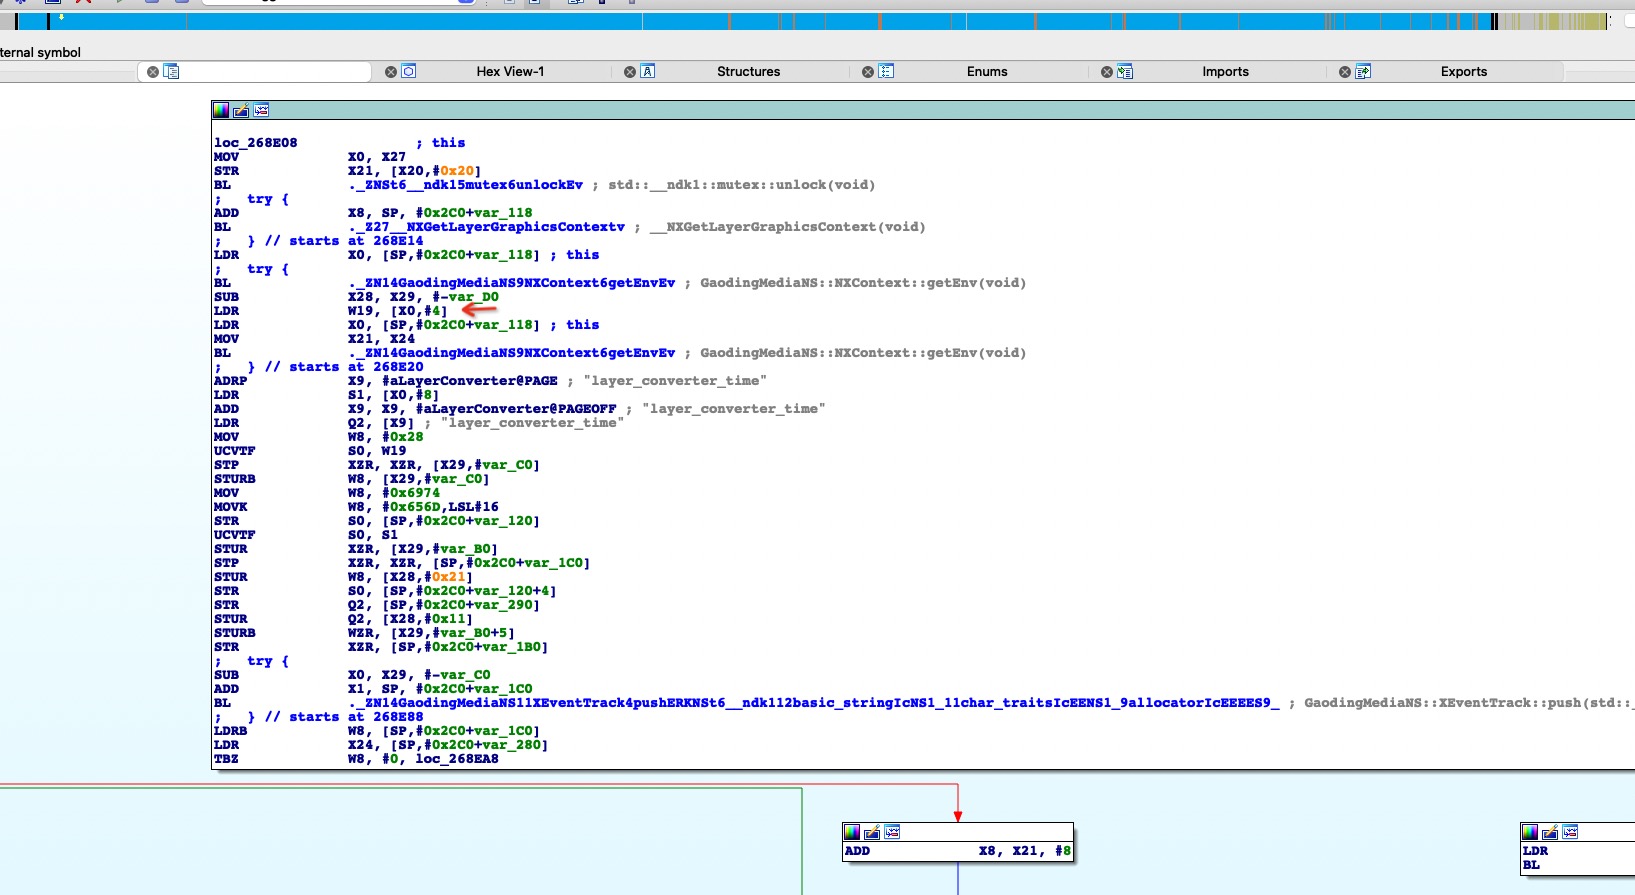 ternal symbol
Hex View-1
Structures
Enums
Imports
Exports
loc_268E08 ; this
MOV X0, X27
STR X21, [X20,#0x20]
BL ._ZNSt6__ndk15mutex6unlockEv ; std::__ndk1::mutex::unlock(void)
; try {
ADD X8, SP, #0x2C0+var_118
BL ._Z27__NXGetLayerGraphicsContextv ; __NXGetLayerGraphicsContext(void)
; } // starts at 268E14
LDR X0, [SP,#0x2C0+var_118] ; this
; try {
BL ._ZN14GaodingMediaNS9NXContext6getEnvEv ; GaodingMediaNS::NXContext::getEnv(void)
SUB X28, X29, #-var_D0
LDR W19, [X0,#4]
LDR X0, [SP,#0x2C0+var_118] ; this
MOV X21, X24
BL ._ZN14GaodingMediaNS9NXContext6getEnvEv ; GaodingMediaNS::NXContext::getEnv(void)
; } // starts at 268E20
ADRP X9, #aLayerConverter@PAGE ; "layer_converter_time"
LDR S1, [X0,#8]
ADD X9, X9, #aLayerConverter@PAGEOFF ; "layer_converter_time"
LDR Q2, [X9] ; "layer_converter_time"
MOV W8, #0x28
UCVTF S0, W19
STP XZR, XZR, [X29,#var_C0]
STURB W8, [X29,#var_C0]
MOV W8, #0x6974
MOVK W8, #0x656D,LSL#16
STR S0, [SP,#0x2C0+var_120]
UCVTF S0, S1
STUR XZR, [X29,#var_B0]
STP XZR, XZR, [SP,#0x2C0+var_1C0]
STUR W8, [X28,#0x21]
STR S0, [SP,#0x2C0+var_120+4]
STR Q2, [SP,#0x2C0+var_290]
STUR Q2, [X28,#0x11]
STURB WZR, [X29,#var_B0+5]
STR XZR, [SP,#0x2C0+var_1B0]
; try {
SUB X0, X29, #-var_C0
ADD X1, SP, #0x2C0+var_1C0
BL ._ZN14GaodingMediaNS11XEventTrack4pushERKNSt6__ndk112basic_stringIcNS1_11char_traitsIcEENS1_9allocatorIcEEEES9_ ; GaodingMediaNS::XEventTrack::push(std::_
; } // starts at 268E88
LDRB W8, [SP,#0x2C0+var_1C0]
LDR X24, [SP,#0x2C0+var_280]
TBZ W8, #0, loc_268EA8
ADD X8, X21, #8
LDR
BL